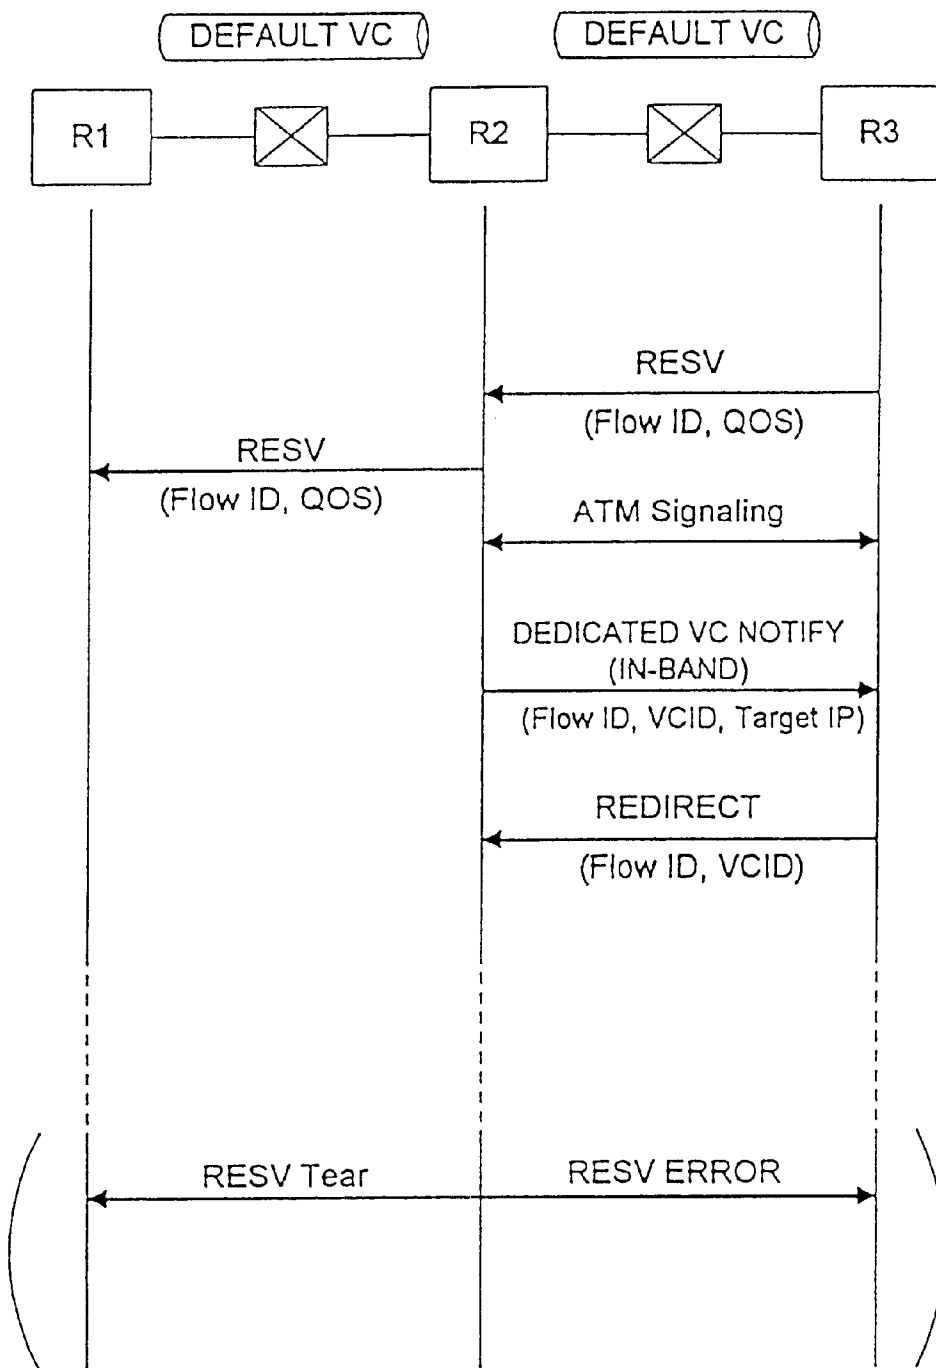 DEFAULT VC
DEFAULT VC
R1
R2
R3
RESV
(Flow ID, QOS)
RESV
(Flow ID, QOS)
ATM Signaling
DEDICATED VC NOTIFY
(IN-BAND)
(Flow ID, VCID, Target IP)
REDIRECT
(Flow ID, VCID)
RESV Tear
RESV ERROR